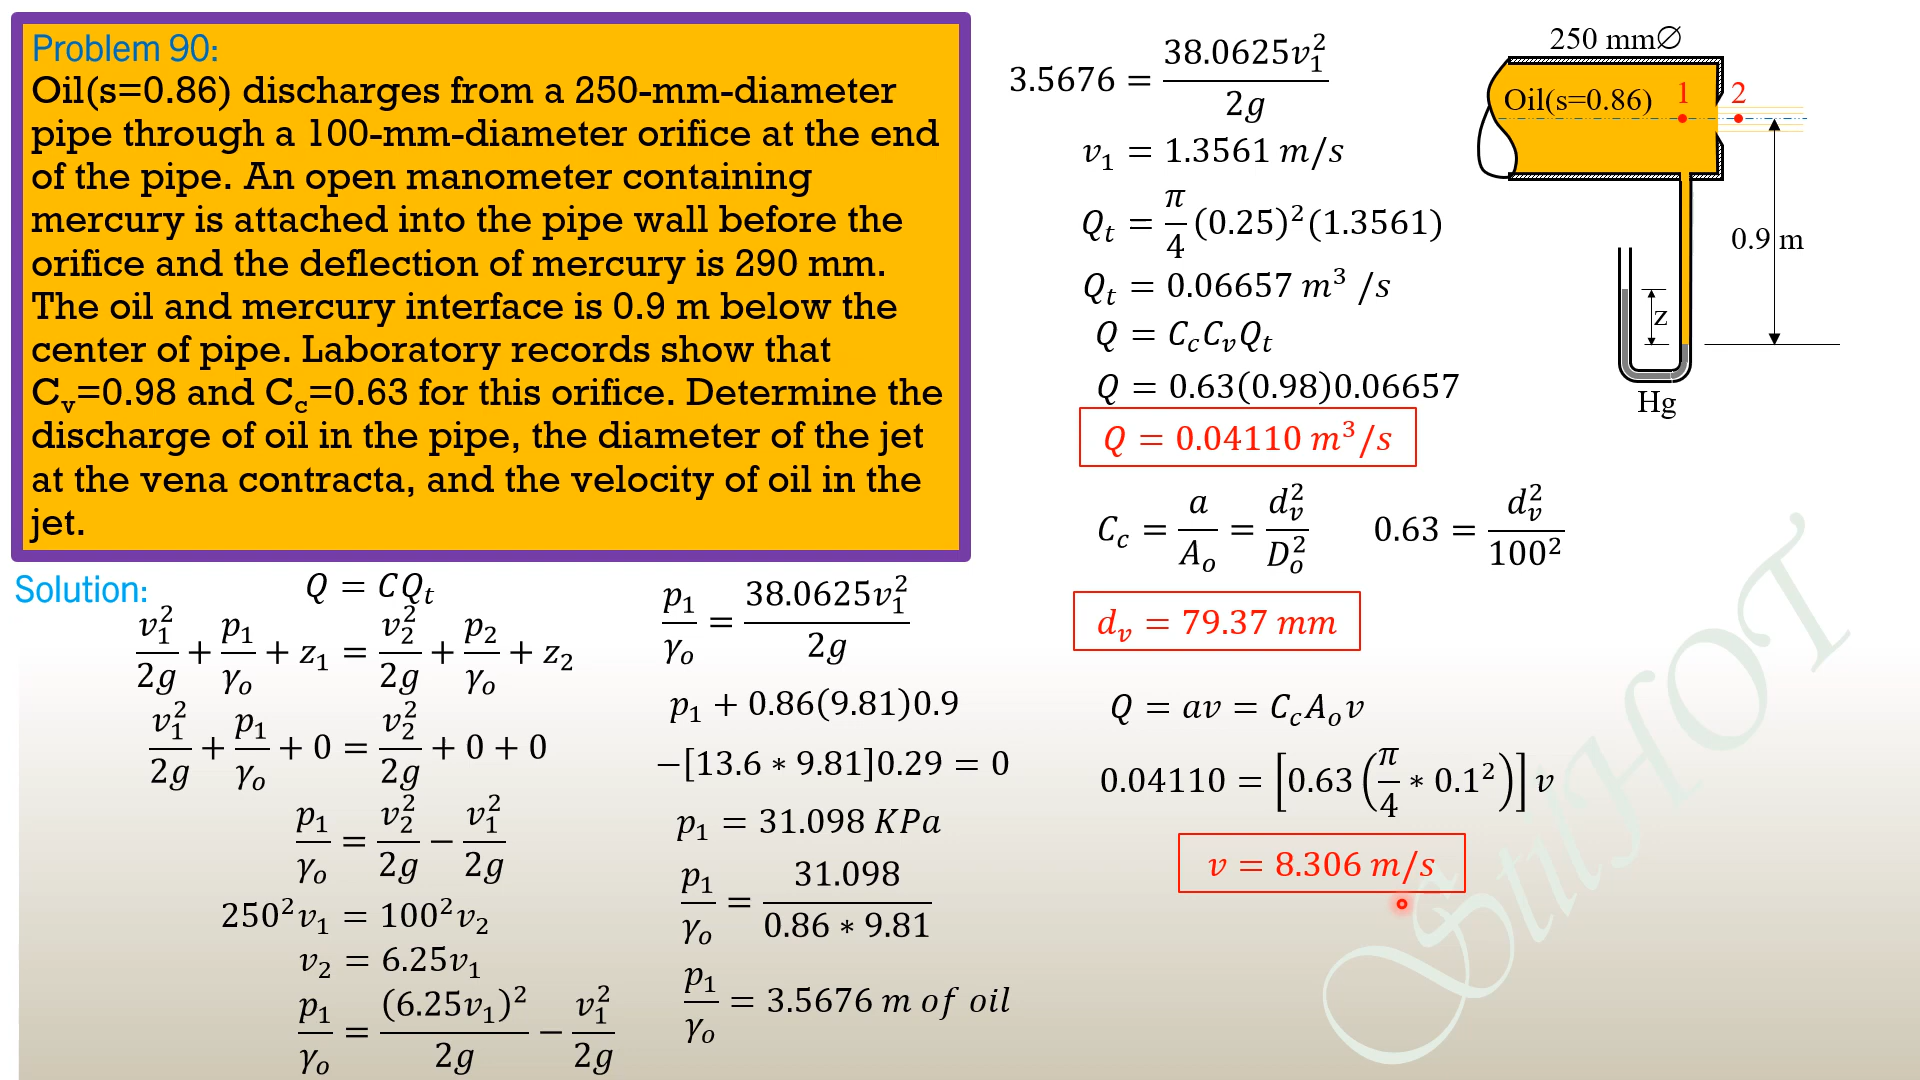 Problem 90:
Oil(s=0.86) discharges from a 250-mm-diameter
pipe through a 100-mm-diameter orifice at the end
of the pipe. An open manometer containing
mercury is attached into the pipe wall before the
orifice and the deflection of mercury is 290 mm.
The oil and mercury interface is 0.9 m below the
center of pipe. Laboratory records show that
Cᵥ=0.98 and C_c=0.63 for this orifice. Determine the
discharge of oil in the pipe, the diameter of the jet
at the vena contracta, and the velocity of oil in the
jet.
Solution:
Q = CQ_t
v₁²/2g + p₁/γₒ + z₁ = v₂²/2g + p₂/γₒ + z₂
v₁²/2g + p₁/γₒ + 0 = v₂²/2g + 0 + 0
p₁/γₒ = v₂²/2g − v₁²/2g
250²v₁ = 100²v₂
v₂ = 6.25v₁
p₁/γₒ = (6.25v₁)²/2g − v₁²/2g
p₁/γₒ = 38.0625v₁²/2g
p₁ + 0.86(9.81)0.9
−[13.6 ∗ 9.81]0.29 = 0
p₁ = 31.098 KPa
p₁/γₒ = 31.098/0.86 ∗ 9.81
p₁/γₒ = 3.5676 m of oil
3.5676 = 38.0625v₁²/2g
v₁ = 1.3561 m/s
Q_t = π/4 (0.25)²(1.3561)
Q_t = 0.06657 m³ /s
Q = C_cCᵥQ_t
Q = 0.63(0.98)0.06657
Q = 0.04110 m³/s
C_c = a/Aₒ = dᵥ²/Dₒ²
0.63 = dᵥ²/100²
dᵥ = 79.37 mm
Q = av = C_cAₒv
0.04110 = [0.63 (π/4 ∗ 0.1²)] v
v = 8.306 m/s
250 mm∅
Oil(s=0.86)
1
2
0.9 m
z
Hg
QStiHOT